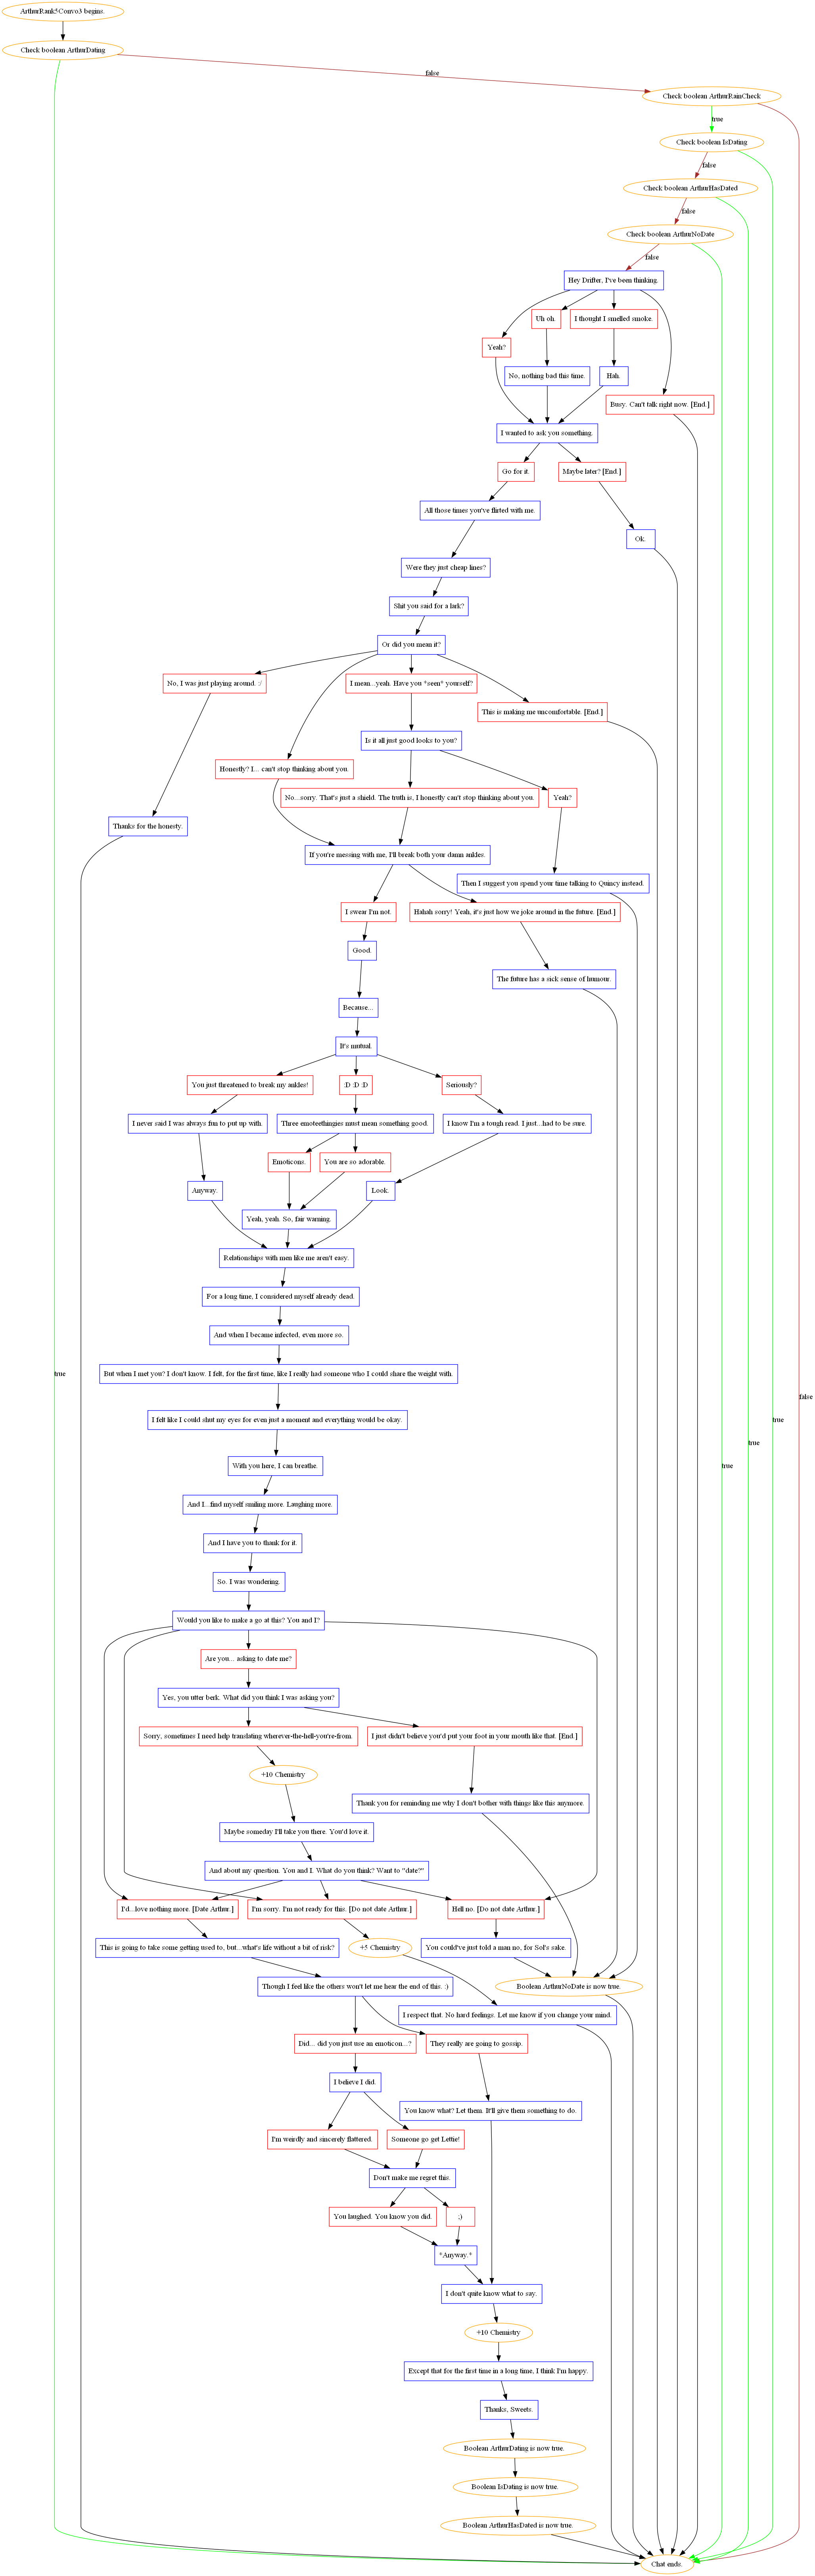 ArthurRank5Convo3 begins.
Check boolean ArthurDating
false
Check boolean ArthurRainCheck
true
Check boolean IsDating
false
Check boolean ArthurHasDated
false
Check boolean ArthurNoDate
false
Hey Drifter, I've been thinking.
Uh oh.
I thought I smelled smoke.
Yeah?
No, nothing bad this time.
Hah.
Busy. Can't talk right now. [End.]
I wanted to ask you something.
Go for it.
Maybe later? [End.]
All those times you've flirted with me.
Ok.
Were they just cheap lines?
Shit you said for a lark?
Or did you mean it?
No, I was just playing around. :/
I mean...yeah. Have you *seen* yourself?
This is making me uncomfortable. [End.]
Is it all just good looks to you?
Honestly? I... can't stop thinking about you.
No...sorry. That's just a shield. The truth is, I honestly can't stop thinking about you.
Yeah?
Thanks for the honesty.
If you're messing with me, I'll break both your damn ankles.
Then I suggest you spend your time talking to Quincy instead.
I swear I'm not.
Hahah sorry! Yeah, it's just how we joke around in the future. [End.]
Good.
The future has a sick sense of humour.
Because...
It's mutual.
You just threatened to break my ankles!
:D :D :D
Seriously?
I never said I was always fun to put up with.
Three emoteethingies must mean something good.
I know I'm a tough read. I just...had to be sure.
Emoticons.
You are so adorable.
Anyway.
Look.
Yeah, yeah. So, fair warning.
Relationships with men like me aren't easy.
For a long time, I considered myself already dead.
And when I became infected, even more so.
But when I met you? I don't know. I felt, for the first time, like I really had someone who I could share the weight with.
true
false
I felt like I could shut my eyes for even just a moment and everything would be okay.
true
true
With you here, I can breathe.
true
And I...find myself smiling more. Laughing more.
And I have you to thank for it.
So. I was wondering.
Would you like to make a go at this? You and I?
Are you... asking to date me?
Yes, you utter berk. What did you think I was asking you?
Sorry, sometimes I need help translating wherever-the-hell-you're-from.
I just didn't believe you'd put your foot in your mouth like that. [End.]
+10 Chemistry
Thank you for reminding me why I don't bother with things like this anymore.
Maybe someday I'll take you there. You'd love it.
And about my question. You and I. What do you think? Want to "date?"
I'd...love nothing more. [Date Arthur.]
I'm sorry. I'm not ready for this. [Do not date Arthur.]
Hell no. [Do not date Arthur.]
This is going to take some getting used to, but...what's life without a bit of risk?
+5 Chemistry
You could've just told a man no, for Sol's sake.
Though I feel like the others won't let me hear the end of this. :)
Boolean ArthurNoDate is now true.
I respect that. No hard feelings. Let me know if you change your mind.
Did... did you just use an emoticon...?
They really are going to gossip.
I believe I did.
You know what? Let them. It'll give them something to do.
I'm weirdly and sincerely flattered.
Someone go get Lettie!
Don't make me regret this.
You laughed. You know you did.
;)
*Anyway.*
I don't quite know what to say.
+10 Chemistry
Except that for the first time in a long time, I think I'm happy.
Thanks, Sweets.
Boolean ArthurDating is now true.
Boolean IsDating is now true.
Boolean ArthurHasDated is now true.
Chat ends.